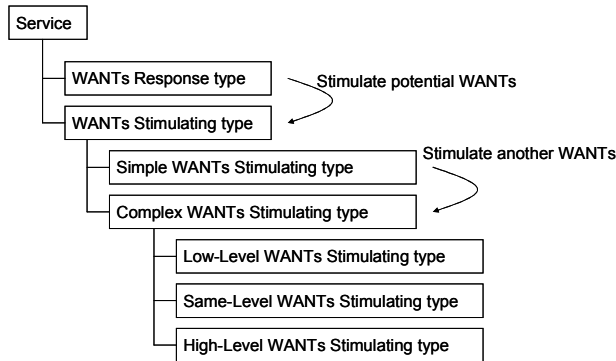 Service
WANTs Response type
Stimulate potential WANTs
WANTs Stimulating type
Stimulate another WANTs
Simple WANTs Stimulating type
Complex WANTs Stimulating type
Low-Level WANTs Stimulating type
Same-Level WANTs Stimulating type
High-Level WANTs Stimulating type